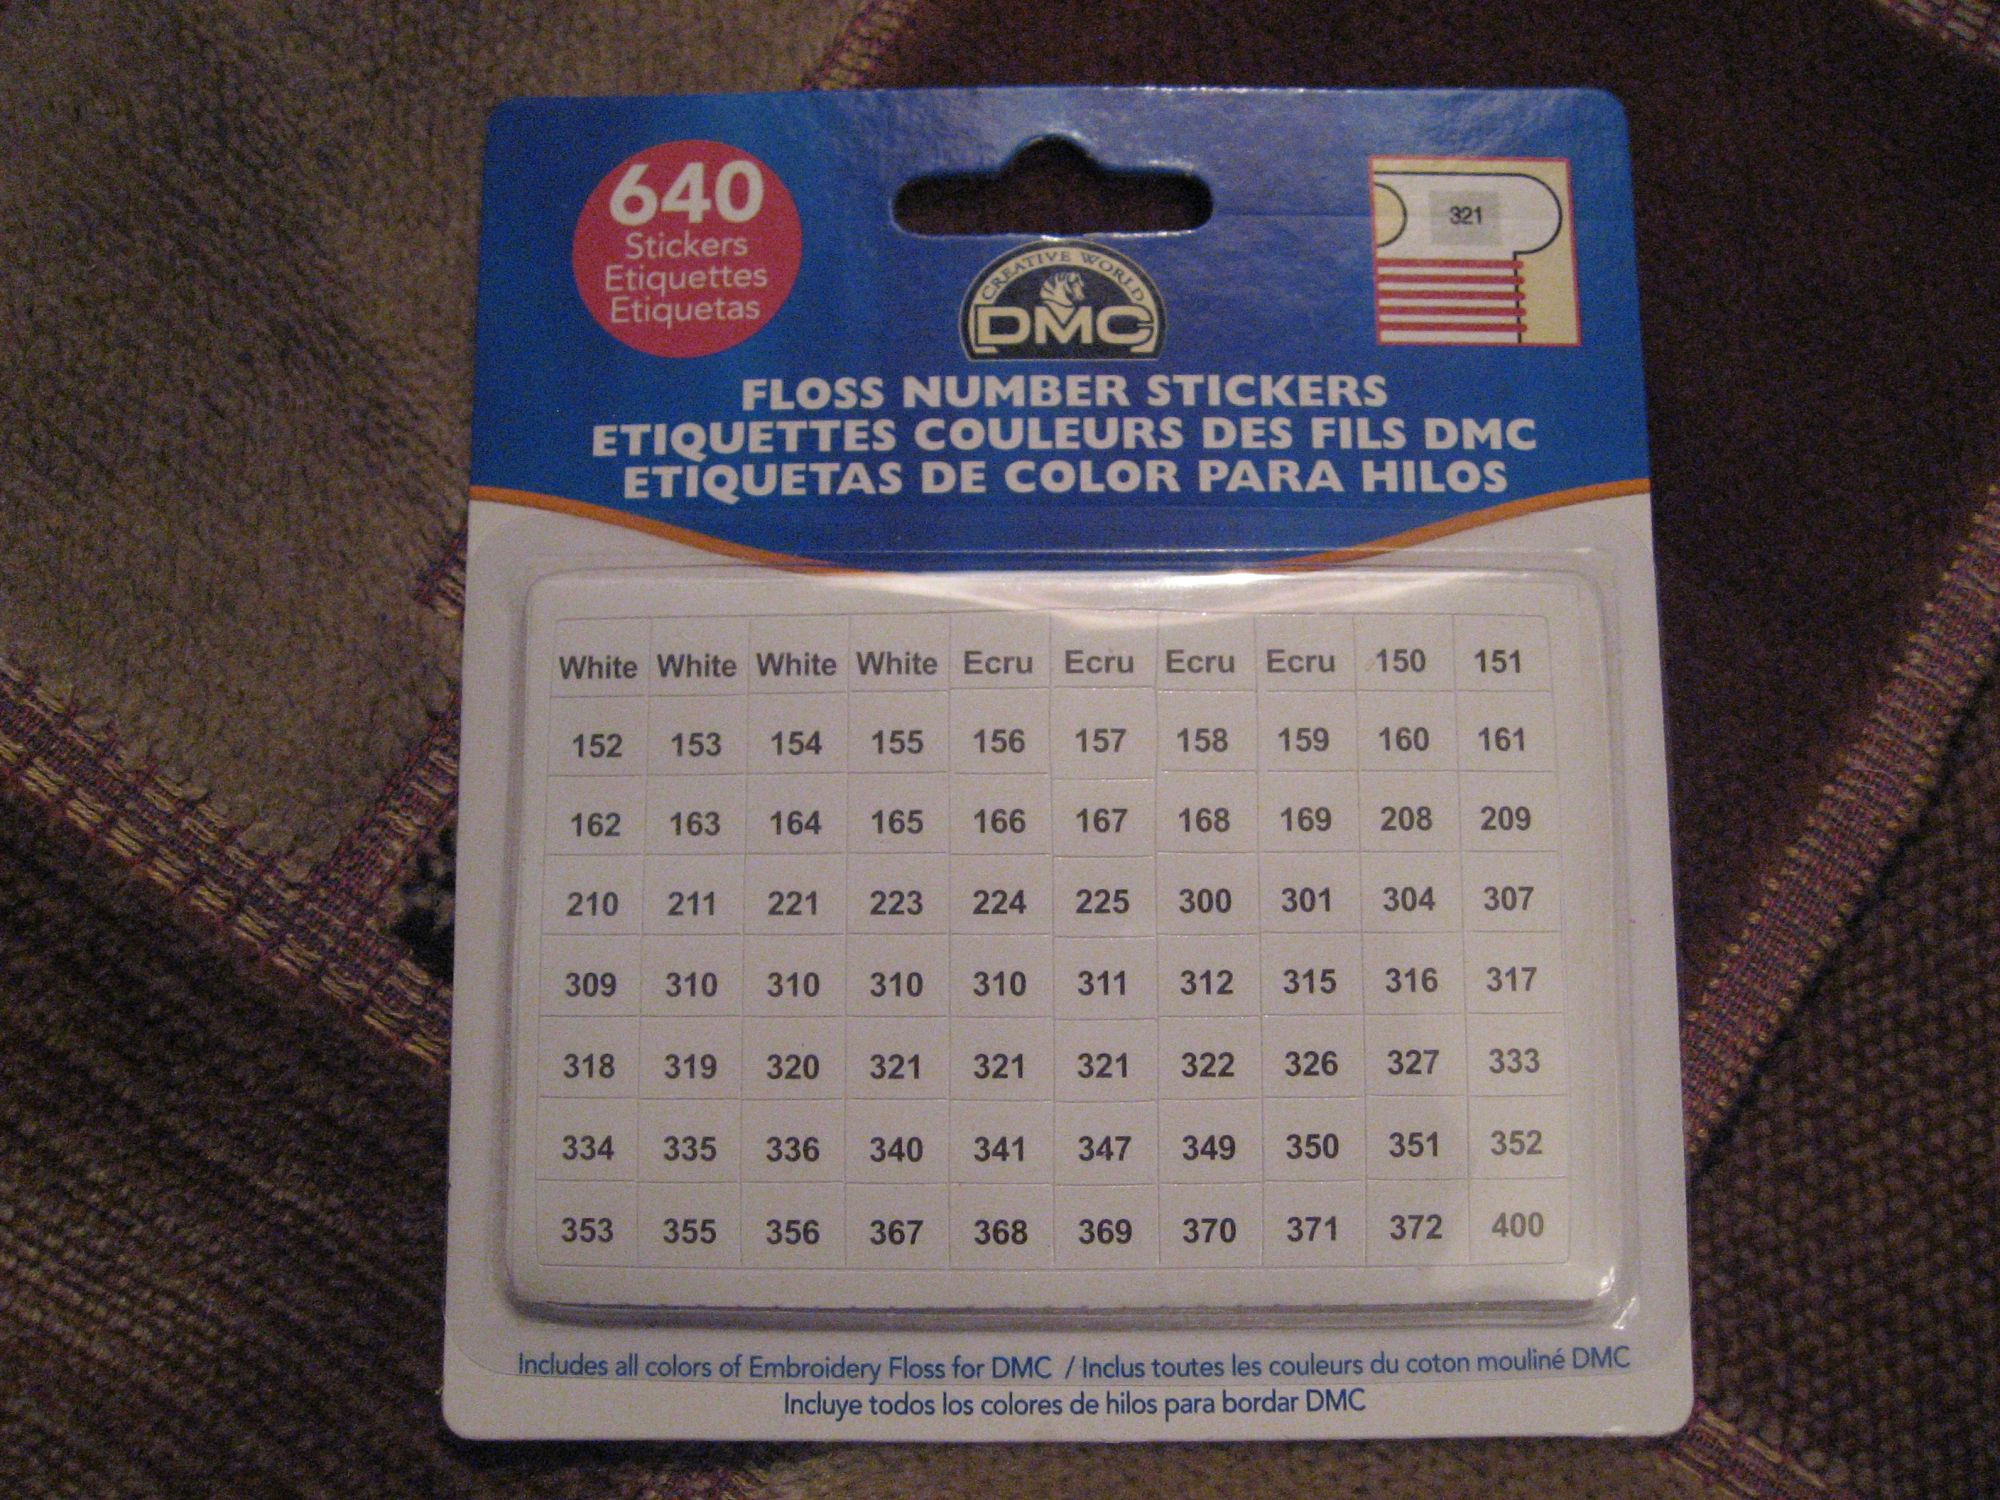 640
Stickers
Etiquettes
Etiquetas
321
CREATIVE WORLD
DMC
FLOSS NUMBER STICKERS
ETIQUETTES COULEURS DES FILS DMC
ETIQUETAS DE COLOR PARA HILOS
White White White White Ecru Ecru Ecru Ecru 150 151
152 153 154 155 156 157 158 159 160 161
162 163 164 165 166 167 168 169 208 209
210 211 221 223 224 225 300 301 304 307
309 310 310 310 310 311 312 315 316 317
318 319 320 321 321 321 322 326 327 333
334 335 336 340 341 347 349 350 351 352
353 355 356 367 368 369 370 371 372 400
Includes all colors of Embroidery Floss for DMC / Inclus toutes les couleurs du coton mouliné DMC
Incluye todos los colores de hilos para bordar DMC